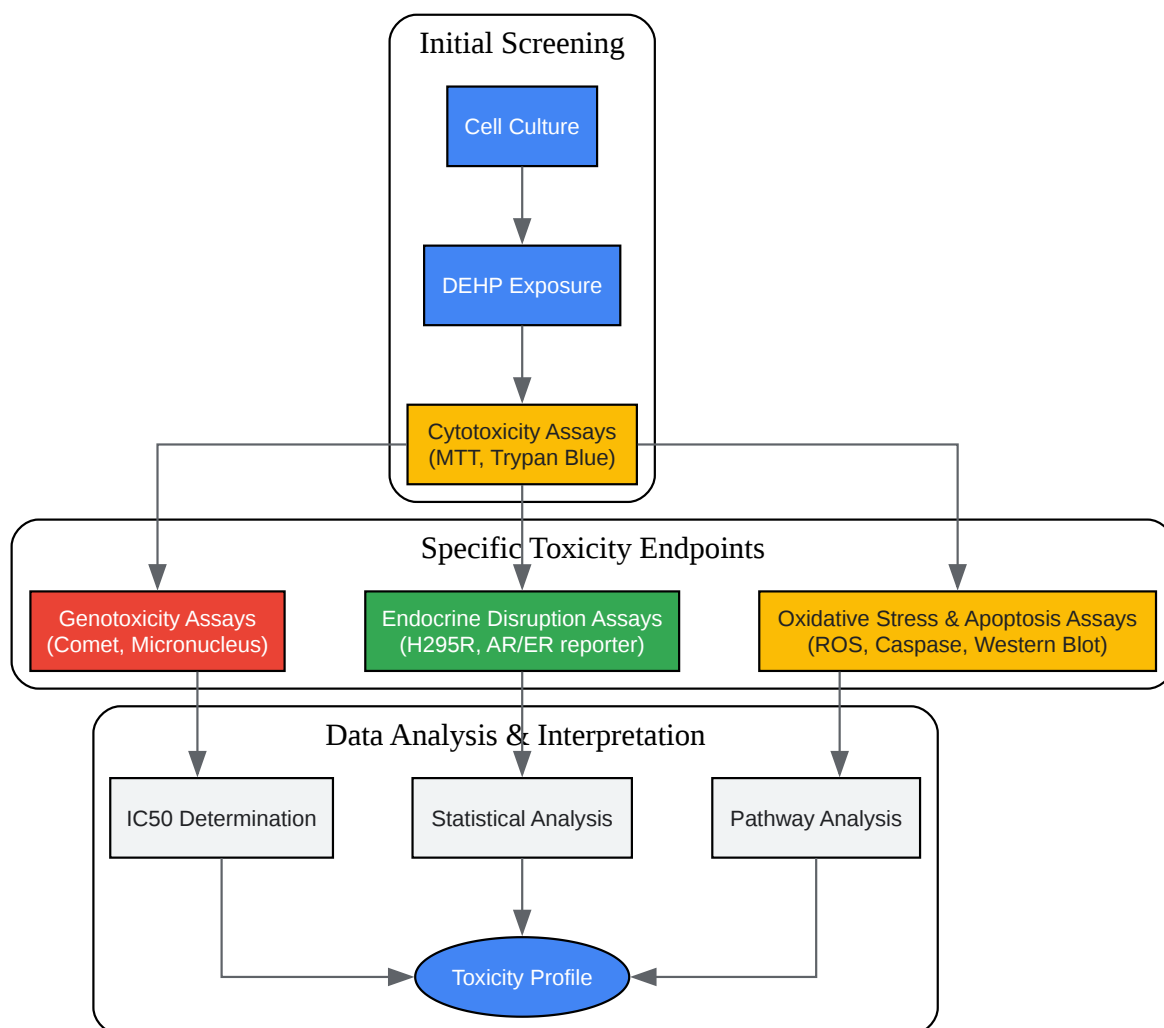 Initial Screening
Cell Culture
DEHP Exposure
Cytotoxicity Assays
(MTT, Trypan Blue)
Specific Toxicity Endpoints
Genotoxicity Assays
(Comet, Micronucleus)
Endocrine Disruption Assays
(H295R, AR/ER reporter)
Oxidative Stress & Apoptosis Assays
(ROS, Caspase, Western Blot)
Data Analysis & Interpretation
IC50 Determination
Statistical Analysis
Pathway Analysis
Toxicity Profile